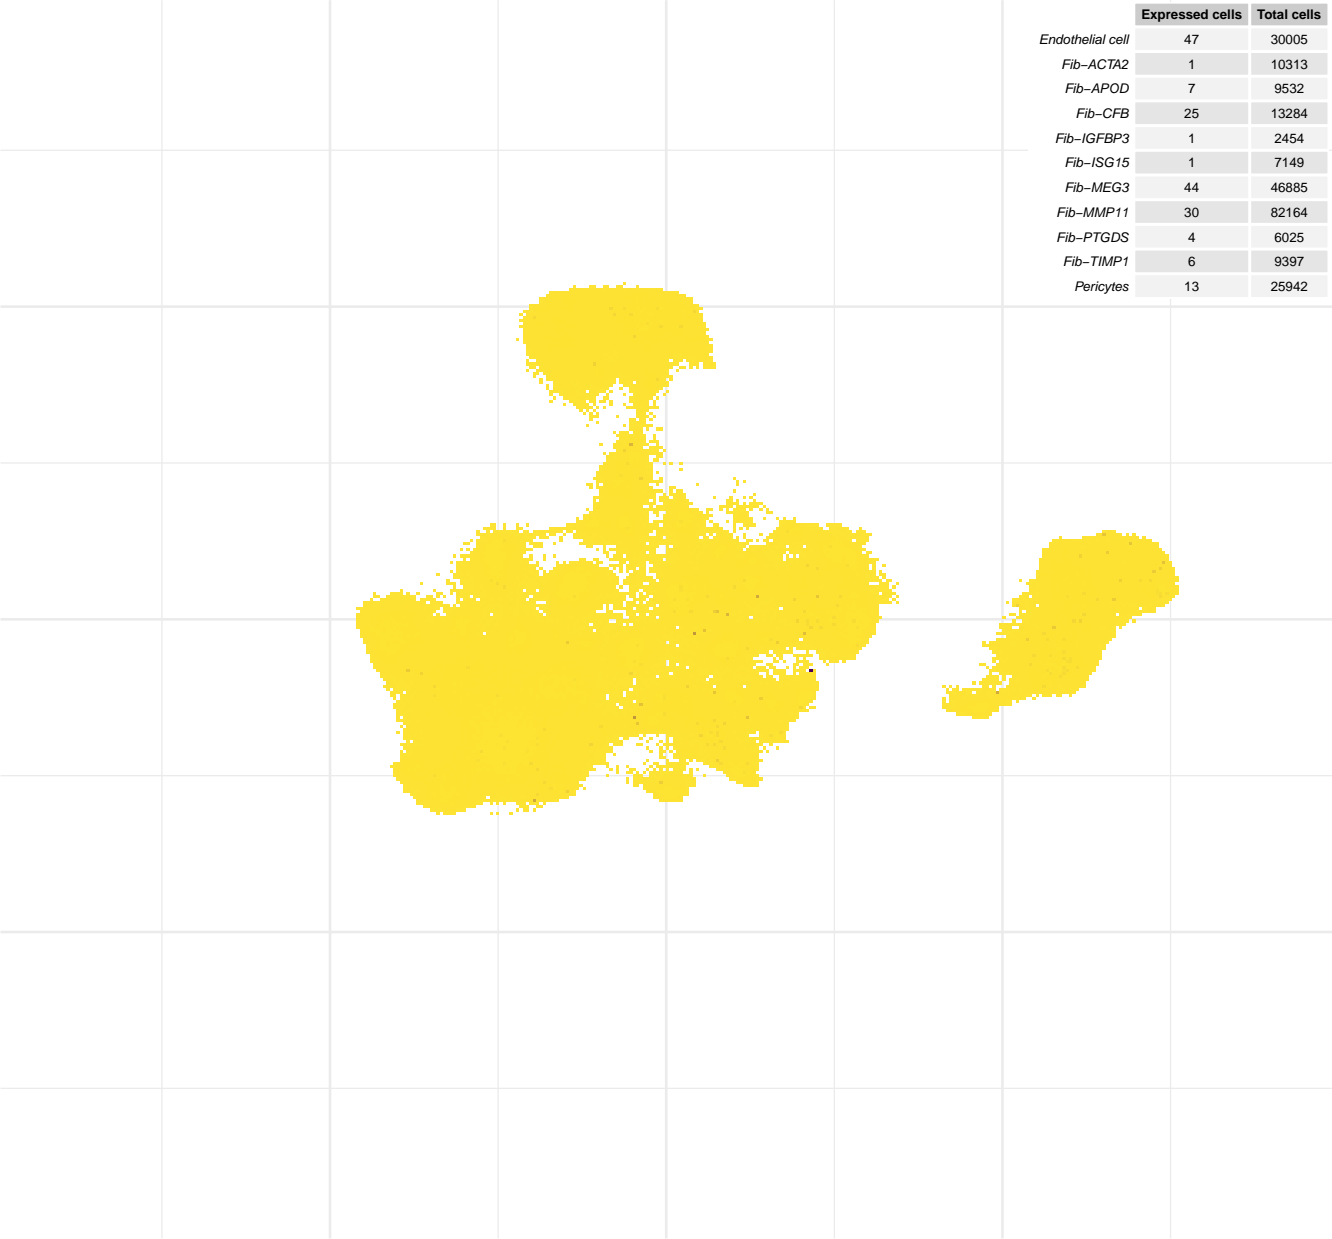 Expressed cells Total cells
Endothelial cell 47 30005
Fib−ACTA2 1 10313
Fib−APOD 7 9532
Fib−CFB 25 13284
Fib−IGFBP3 1 2454
Fib−ISG15 1 7149
Fib−MEG3 44 46885
Fib−MMP11 30 82164
Fib−PTGDS 4 6025
Fib−TIMP1 6 9397
Pericytes 13 25942